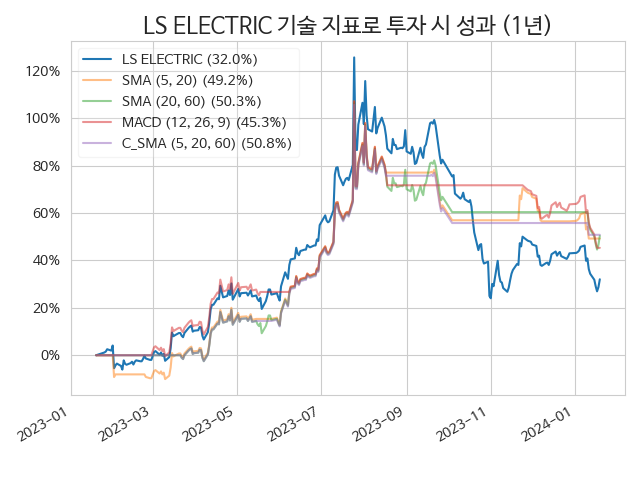 LS ELECTRIC 기술 지표로 투자 시 성과 (1년)
LS ELECTRIC (32.0%)
SMA (5, 20) (49.2%)
SMA (20, 60) (50.3%)
MACD (12, 26, 9) (45.3%)
C_SMA (5, 20, 60) (50.8%)
120%
100%
80%
60%
40%
20%
0%
2023-01
2023-03
2023-05
2023-07
2023-09
2023-11
2024-01